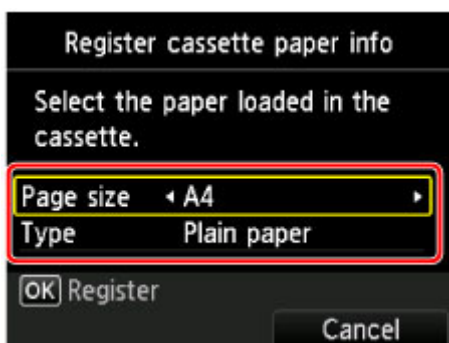 Register cassette paper info
Select the paper loaded in the
cassette.
Page size A4
Type Plain paper
OK Register
Cancel